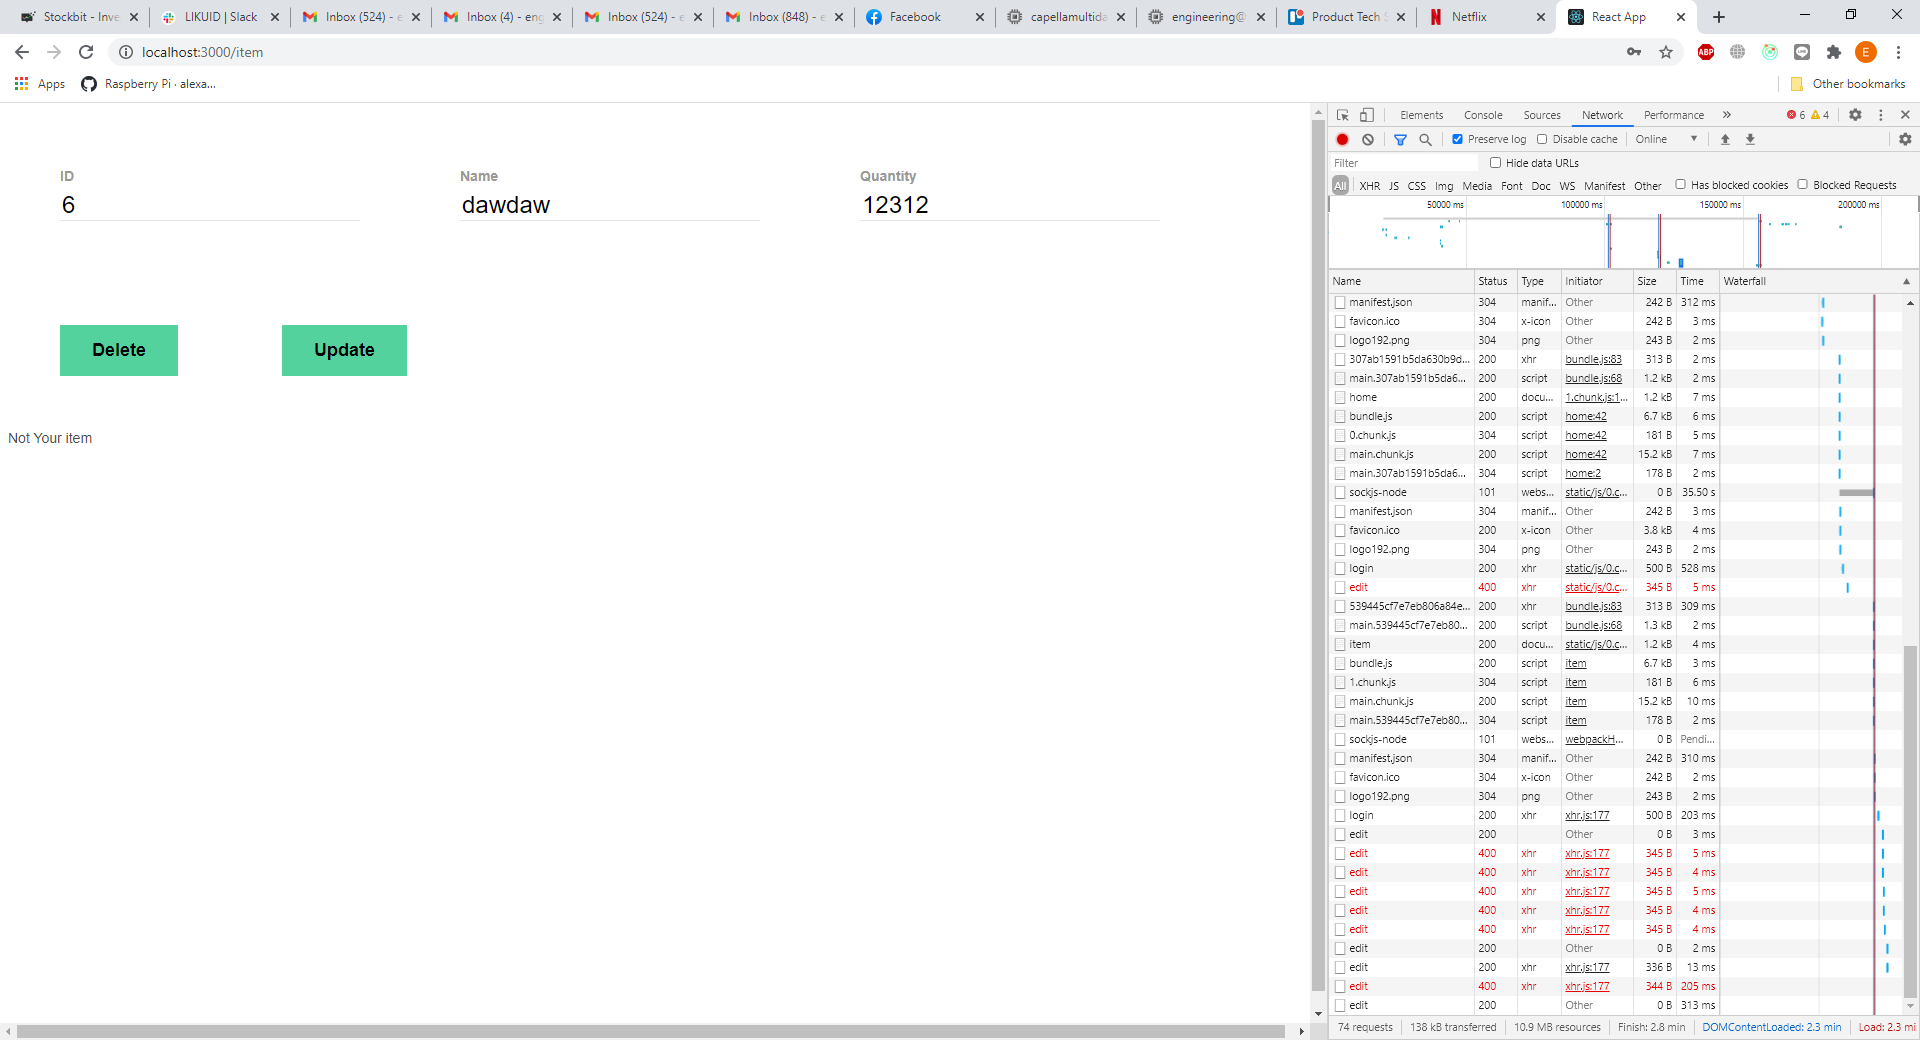 Stockbit - Inve
LIKUID | Slack
Inbox (524) - e
Inbox (4) - eng
Inbox (524) - e
Inbox (848) - e
Facebook
capellamultida
engineering@
Product Tech S
Netflix
React App
localhost:3000/item
ABP
E
Apps
Raspberry Pi · alexa...
Other bookmarks
ID
6
Name
dawdaw
Quantity
12312
Delete
Update
Not Your item
Elements Console Sources Network Performance » 6 4
Preserve log Disable cache Online
Filter Hide data URLs
All XHR JS CSS Img Media Font Doc WS Manifest Other Has blocked cookies Blocked Requests
50000 ms 100000 ms 150000 ms 200000 ms
Name Status Type Initiator Size Time Waterfall
manifest.json 304 manif... Other 242 B 312 ms
favicon.ico 304 x-icon Other 242 B 3 ms
logo192.png 304 png Other 243 B 2 ms
307ab1591b5da630b9d... 200 xhr bundle.js:83 313 B 2 ms
main.307ab1591b5da6... 200 script bundle.js:68 1.2 kB 2 ms
home 200 docu... 1.chunk.js:1... 1.2 kB 7 ms
bundle.js 200 script home:42 6.7 kB 6 ms
0.chunk.js 304 script home:42 181 B 5 ms
main.chunk.js 200 script home:42 15.2 kB 7 ms
main.307ab1591b5da6... 304 script home:2 178 B 2 ms
sockjs-node 101 webs... static/js/0.c... 0 B 35.50 s
manifest.json 304 manif... Other 242 B 3 ms
favicon.ico 200 x-icon Other 3.8 kB 4 ms
logo192.png 304 png Other 243 B 2 ms
login 200 xhr static/js/0.c... 500 B 528 ms
edit 400 xhr static/js/0.c... 345 B 5 ms
539445cf7e7eb806a84e... 200 xhr bundle.js:83 313 B 309 ms
main.539445cf7e7eb80... 200 script bundle.js:68 1.3 kB 2 ms
item 200 docu... static/js/0.c... 1.2 kB 4 ms
bundle.js 200 script item 6.7 kB 3 ms
1.chunk.js 304 script item 181 B 6 ms
main.chunk.js 200 script item 15.2 kB 10 ms
main.539445cf7e7eb80... 304 script item 178 B 2 ms
sockjs-node 101 webs... webpackH... 0 B Pendi...
manifest.json 304 manif... Other 242 B 310 ms
favicon.ico 304 x-icon Other 242 B 2 ms
logo192.png 304 png Other 243 B 2 ms
login 200 xhr xhr.js:177 500 B 203 ms
edit 200 Other 0 B 3 ms
edit 400 xhr xhr.js:177 345 B 5 ms
edit 400 xhr xhr.js:177 345 B 4 ms
edit 400 xhr xhr.js:177 345 B 5 ms
edit 400 xhr xhr.js:177 345 B 4 ms
edit 400 xhr xhr.js:177 345 B 4 ms
edit 200 Other 0 B 2 ms
edit 200 xhr xhr.js:177 336 B 13 ms
edit 400 xhr xhr.js:177 344 B 205 ms
edit 200 Other 0 B 313 ms
74 requests 138 kB transferred 10.9 MB resources Finish: 2.8 min DOMContentLoaded: 2.3 min Load: 2.3 mi